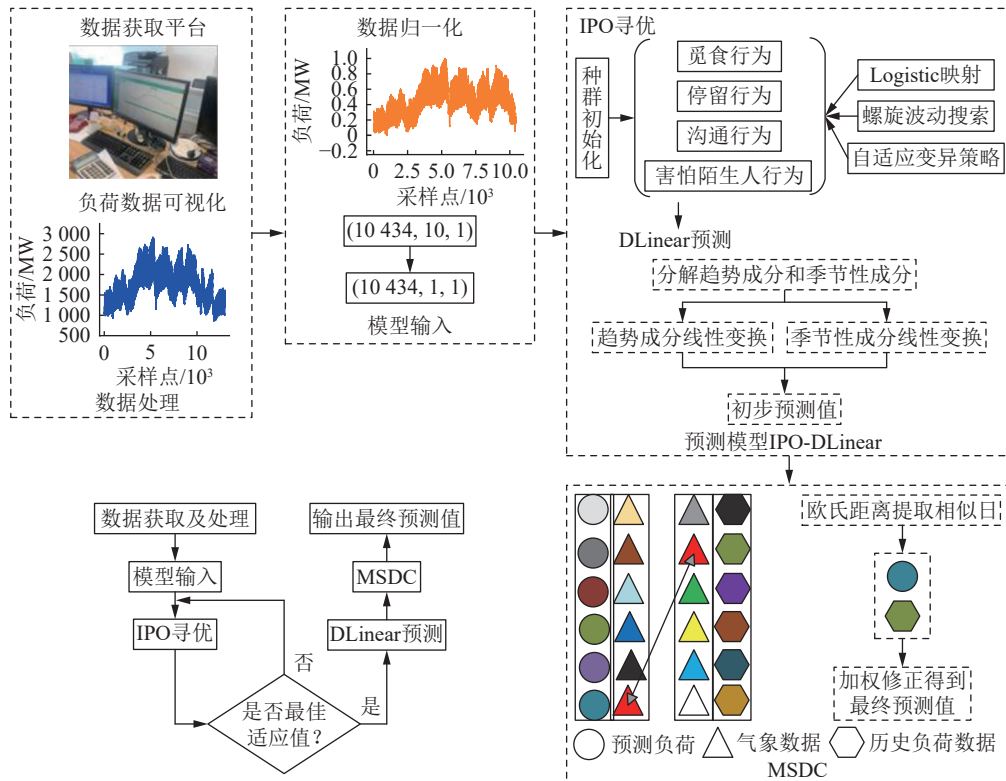 数据获取平台
负荷数据可视化
3 000
2 500
2 000
1 500
1 000
500
负荷/MW
0
5
10
采样点/10³
数据处理
数据归一化
1.0
0.8
0.6
0.4
0.2
0
−0.2
负荷/MW
0
2.5
5.0
7.5
10.0
采样点/10³
(10 434, 10, 1)
(10 434, 1, 1)
模型输入
IPO寻优
种群初始化
觅食行为
停留行为
沟通行为
害怕陌生人行为
Logistic映射
螺旋波动搜索
自适应变异策略
DLinear预测
分解趋势成分和季节性成分
趋势成分线性变换
季节性成分线性变换
初步预测值
预测模型IPO-DLinear
数据获取及处理
模型输入
IPO寻优
是否最佳
适应值?
否
是
DLinear预测
MSDC
输出最终预测值
欧氏距离提取相似日
加权修正得到
最终预测值
预测负荷
气象数据
历史负荷数据
MSDC